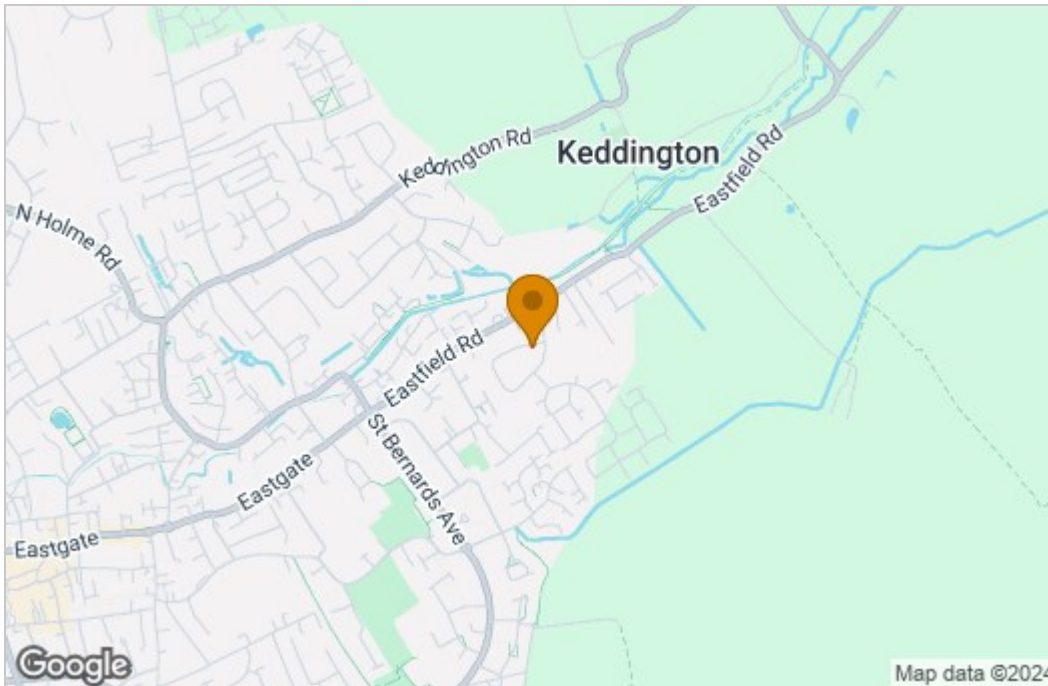 Keddington Rd
Keddington
Eastfield Rd
N Holme Rd
Eastfield Rd
St Bernards Ave
Eastgate
Eastgate
Google
Map data ©2024